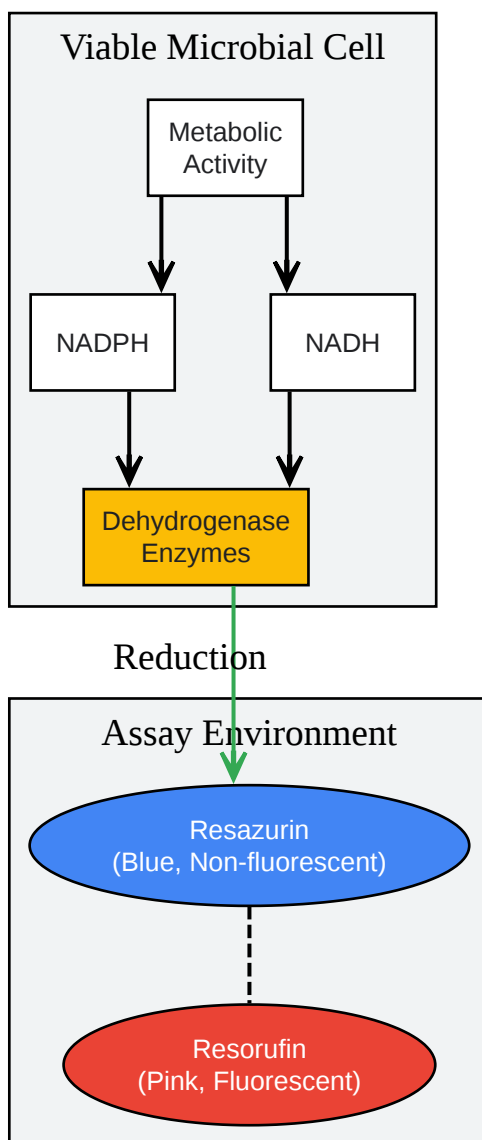 Viable Microbial Cell
Metabolic
Activity
NADPH
NADH
Dehydrogenase
Enzymes
Reduction
Assay Environment
Resazurin
(Blue, Non-fluorescent)
Resorufin
(Pink, Fluorescent)